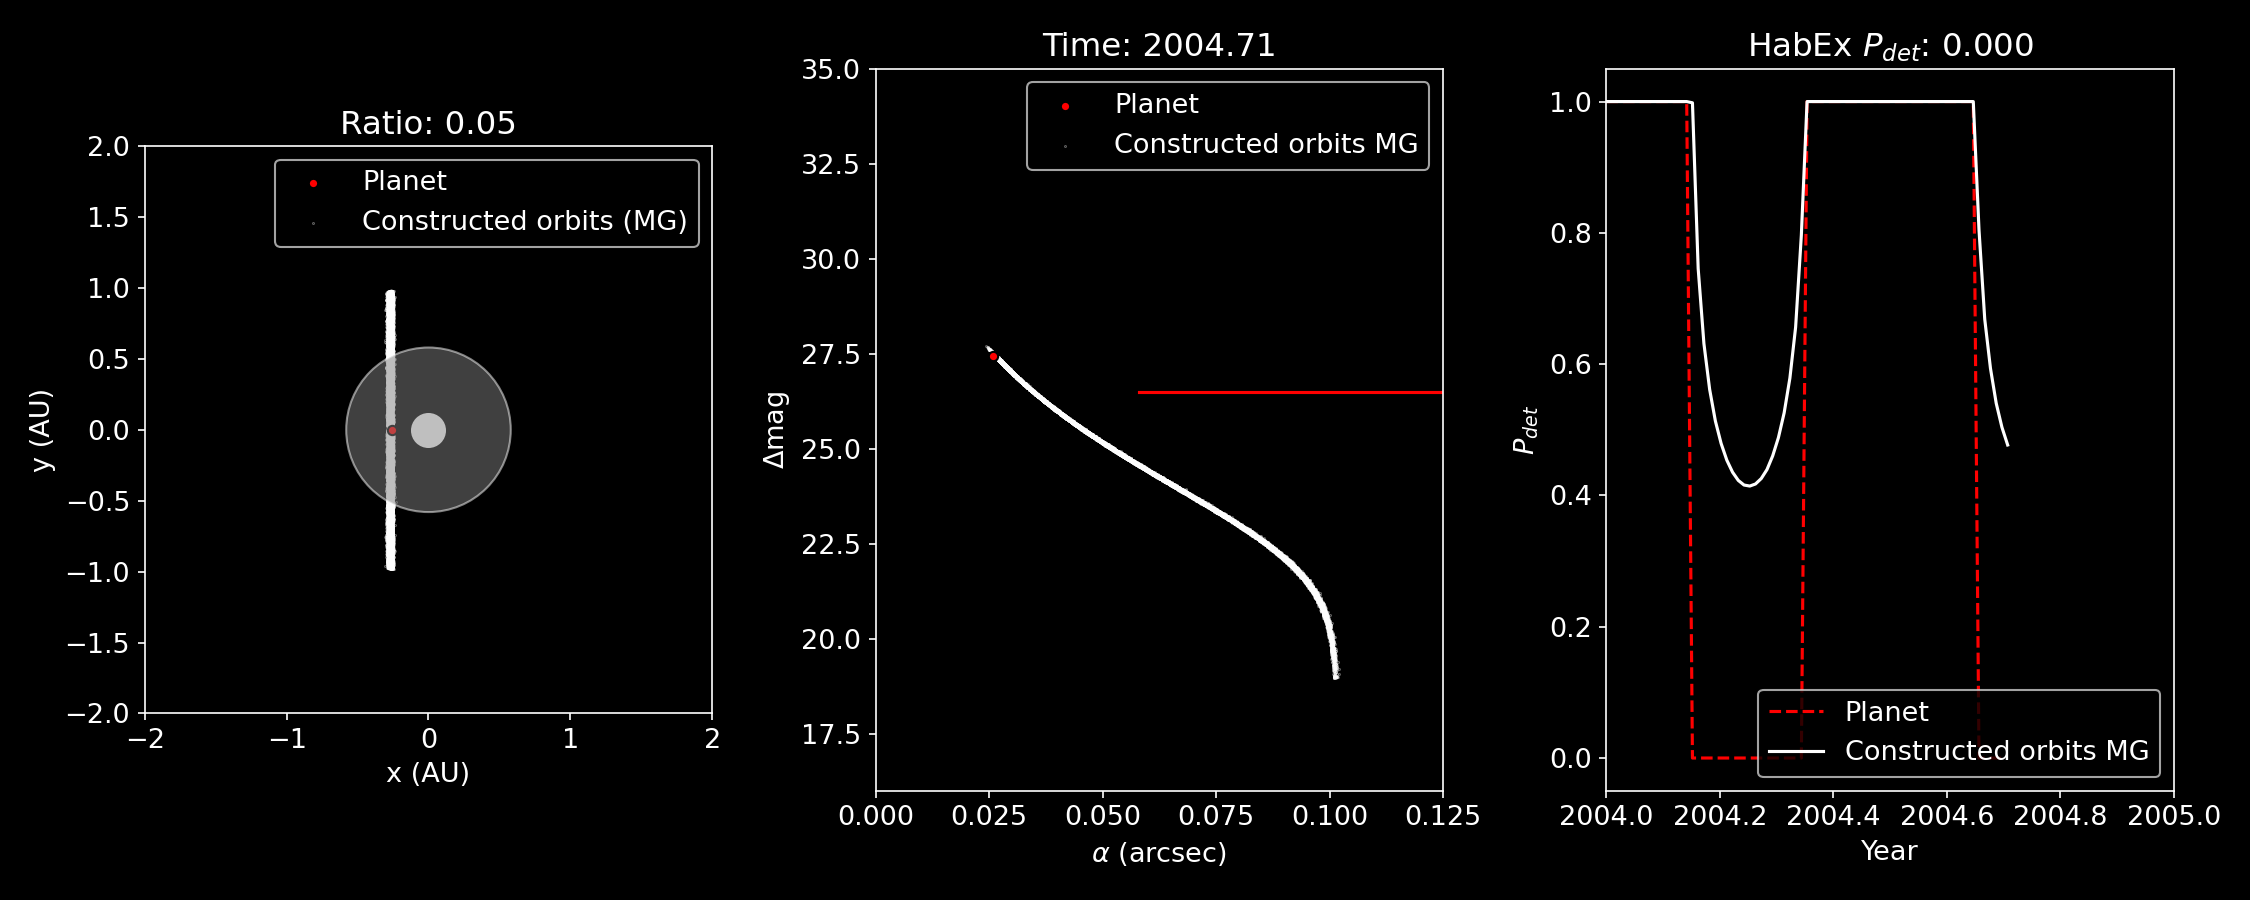 Ratio: 0.05
2.0
1.5
1.0
0.5
0.0
−0.5
−1.0
−1.5
−2.0
−2 −1 0 1 2
x (AU)
y (AU)
Planet
Constructed orbits (MG)
Time: 2004.71
35.0
32.5
30.0
27.5
25.0
22.5
20.0
17.5
0.000 0.025 0.050 0.075 0.100 0.125
α (arcsec)
Δmag
Planet
Constructed orbits MG
HabEx P_det: 0.000
1.0
0.8
0.6
0.4
0.2
0.0
2004.0 2004.2 2004.4 2004.6 2004.8 2005.0
Year
P_det
Planet
Constructed orbits MG